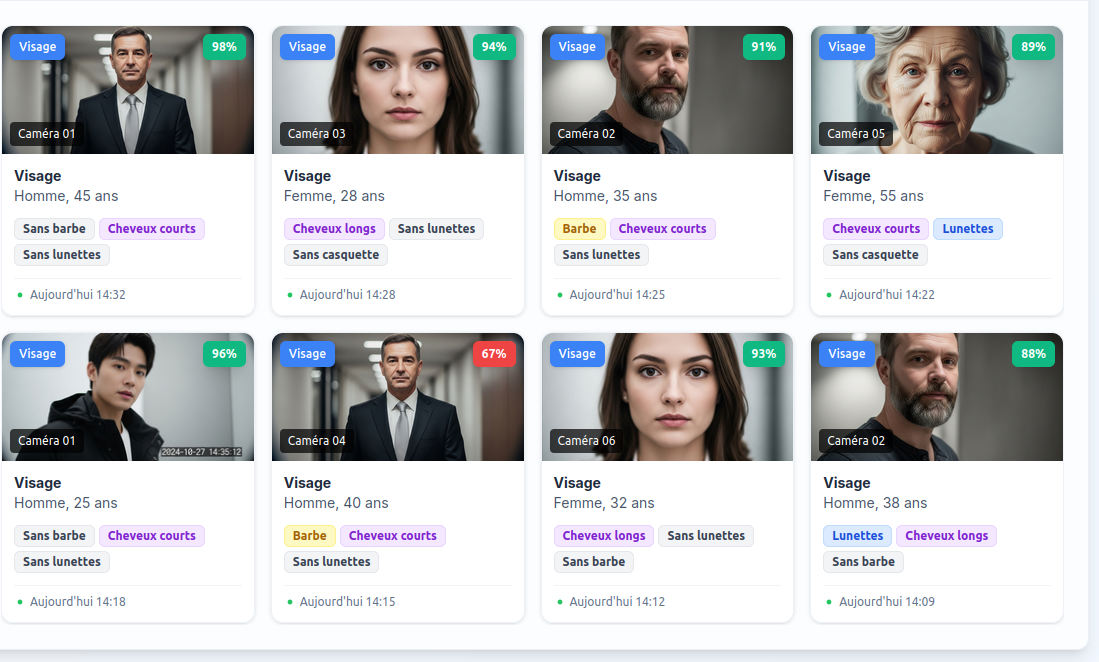 Visage 98%
Caméra 01
Visage
Homme, 45 ans
Sans barbe Cheveux courts
Sans lunettes
Aujourd'hui 14:32
Visage 94%
Caméra 03
Visage
Femme, 28 ans
Cheveux longs Sans lunettes
Sans casquette
Aujourd'hui 14:28
Visage 91%
Caméra 02
Visage
Homme, 35 ans
Barbe Cheveux courts
Sans lunettes
Aujourd'hui 14:25
Visage 89%
Caméra 05
Visage
Femme, 55 ans
Cheveux courts Lunettes
Sans casquette
Aujourd'hui 14:22
Visage 96%
Caméra 01
2024-10-27 14:35:12
Visage
Homme, 25 ans
Sans barbe Cheveux courts
Sans lunettes
Aujourd'hui 14:18
Visage 67%
Caméra 04
Visage
Homme, 40 ans
Barbe Cheveux courts
Sans lunettes
Aujourd'hui 14:15
Visage 93%
Caméra 06
Visage
Femme, 32 ans
Cheveux longs Sans lunettes
Sans barbe
Aujourd'hui 14:12
Visage 88%
Caméra 02
Visage
Homme, 38 ans
Lunettes Cheveux longs
Sans barbe
Aujourd'hui 14:09